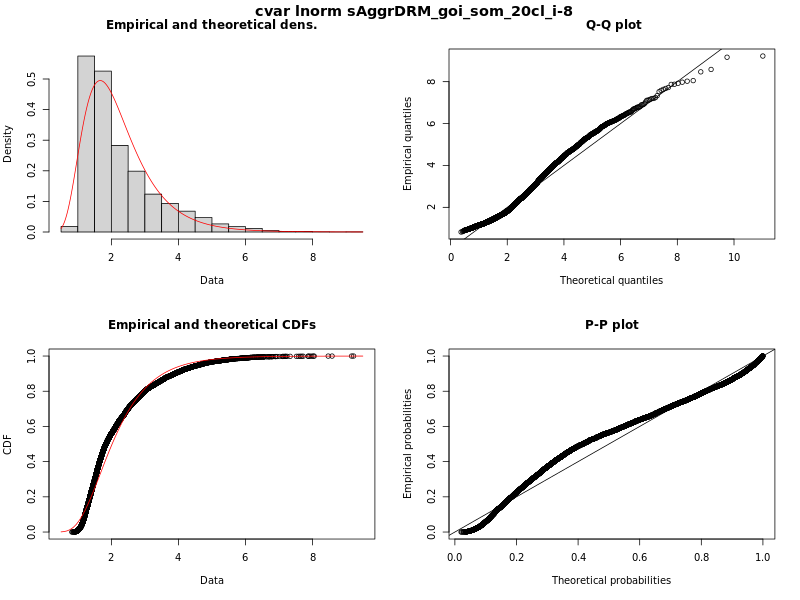 cvar lnorm sAggrDRM_goi_som_20cl_i-8
Empirical and theoretical dens.
Density
0.0 0.1 0.2 0.3 0.4 0.5
2 4 6 8
Data
Q-Q plot
Empirical quantiles
2 4 6 8
0 2 4 6 8 10
Theoretical quantiles
Empirical and theoretical CDFs
CDF
0.0 0.2 0.4 0.6 0.8 1.0
2 4 6 8
Data
P-P plot
Empirical probabilities
0.0 0.2 0.4 0.6 0.8 1.0
0.0 0.2 0.4 0.6 0.8 1.0
Theoretical probabilities